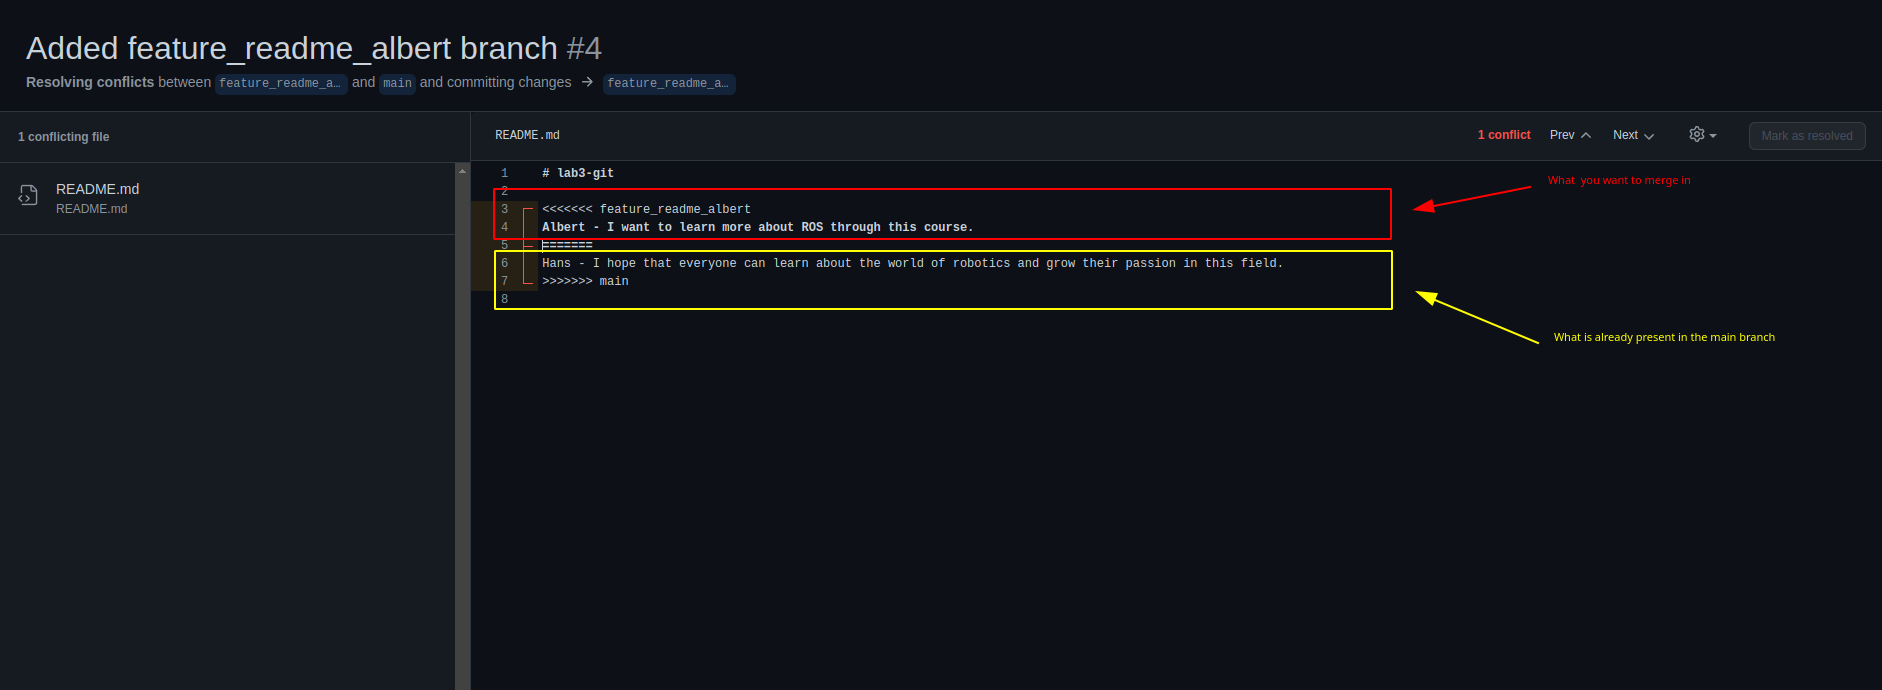 Added feature_readme_albert branch #4
Resolving conflicts between feature_readme_a… and main and committing changes → feature_readme_a…
1 conflicting file
README.md
README.md
README.md
1 conflict Prev Next Mark as resolved
1 # lab3-git
2
3 <<<<<<< feature_readme_albert
4 Albert - I want to learn more about ROS through this course.
5 =======
6 Hans - I hope that everyone can learn about the world of robotics and grow their passion in this field.
7 >>>>>>> main
8
What you want to merge in
What is already present in the main branch